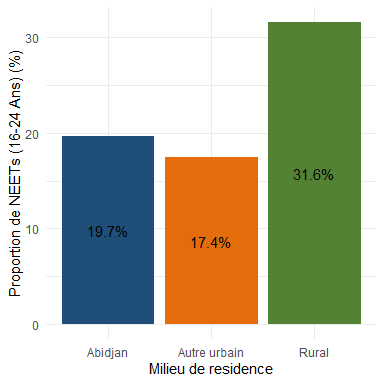 Proportion de NEETs (16-24 Ans) (%)
30
20
10
0
19.7%
17.4%
31.6%
Abidjan
Autre urbain
Rural
Milieu de residence